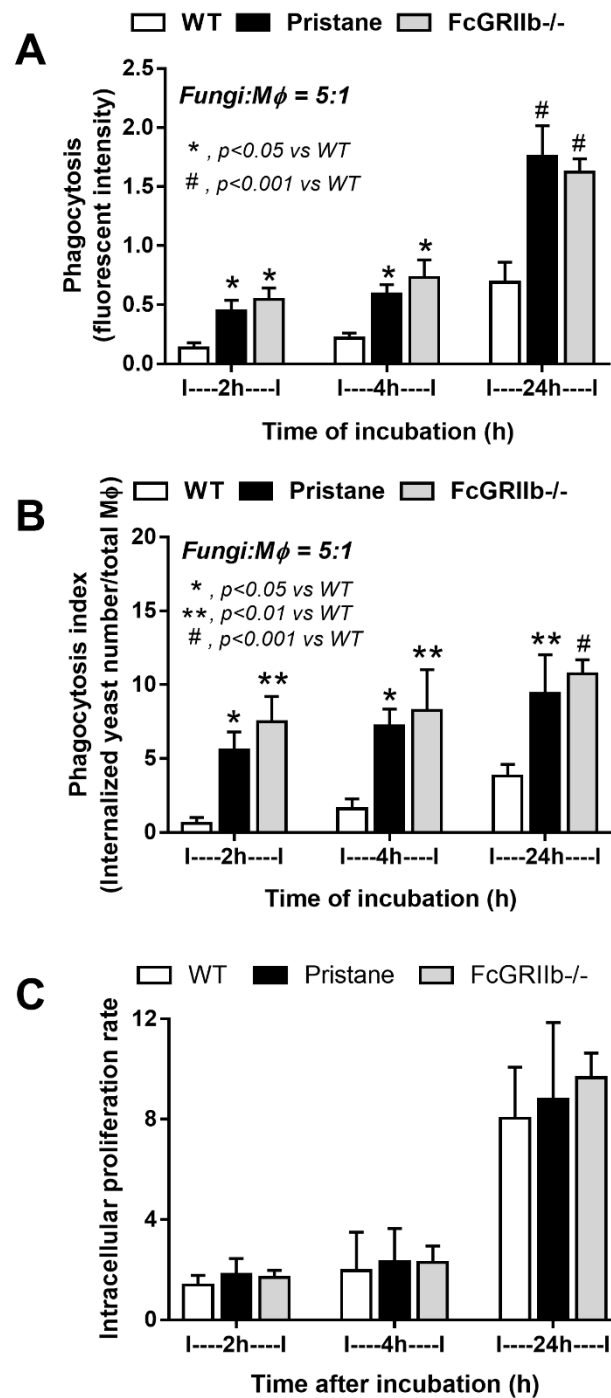 WT Pristane FcGRIIb-/-
A
2.5
2.0
1.5
1.0
0.5
0.0
Phagocytosis
(fluorescent intensity)
Fungi:Mϕ = 5:1
* , p<0.05 vs WT
# , p<0.001 vs WT
* * * * # #
I----2h----I I----4h----I I----24h----I
Time of incubation (h)
WT Pristane FcGRIIb-/-
B
20
15
10
5
0
Phagocytosis index
(Internalized yeast number/total Mϕ)
Fungi:Mϕ = 5:1
* , p<0.05 vs WT
** , p<0.01 vs WT
# , p<0.001 vs WT
* ** * ** ** #
I----2h----I I----4h----I I----24h----I
Time of incubation (h)
WT Pristane FcGRIIb-/-
C
12
8
4
0
Intracellular proliferation rate
I----2h----I I----4h----I I----24h----I
Time after incubation (h)